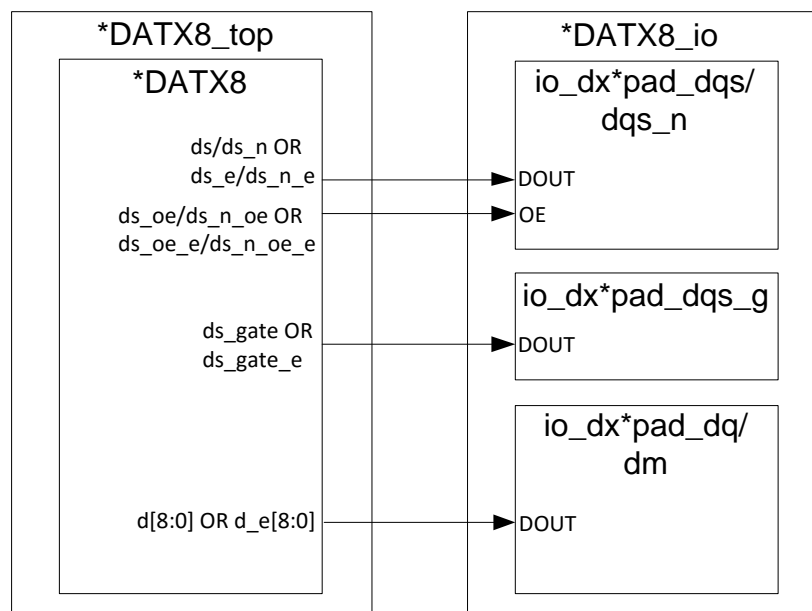 *DATX8_top
*DATX8
ds/ds_n OR
ds_e/ds_n_e
ds_oe/ds_n_oe OR
ds_oe_e/ds_n_oe_e
ds_gate OR
ds_gate_e
d[8:0] OR d_e[8:0]
*DATX8_io
io_dx*pad_dqs/
dqs_n
DOUT
OE
io_dx*pad_dqs_g
DOUT
io_dx*pad_dq/
dm
DOUT